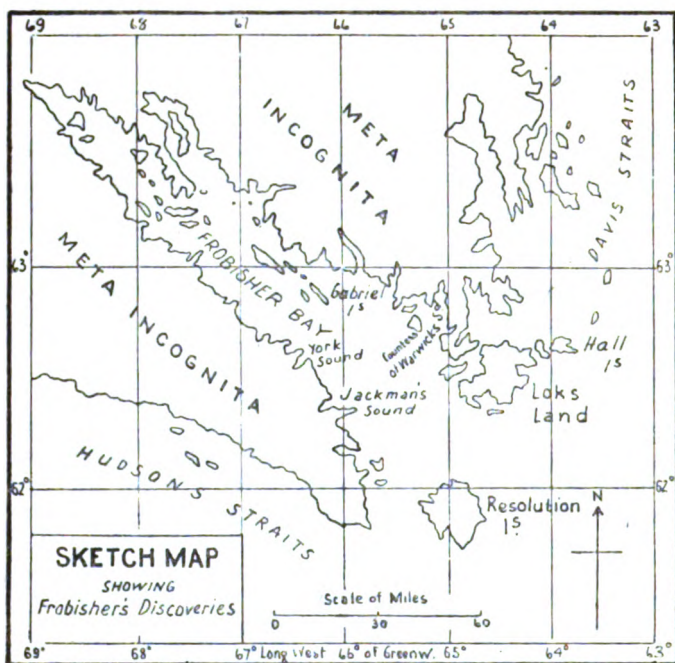 69 68 67 66 65 64 63
META
INCOGNITA
DAVIS STRAITS
63° 63°
FROBISHER BAY
META INCOGNITA
Gabriel
Is
York
Sound
Countess
of Warwicks Sd
Hall
Is
Jackman's
Sound
Loks
Land
62° 62°
HUDSON'S STRAITS
Resolution
Is.
N
SKETCH MAP
SHOWING
Frobisher's Discoveries
Scale of Miles
0 30 60
69° 68° 67° Long West 66° of Greenw. 65° 64° 63°